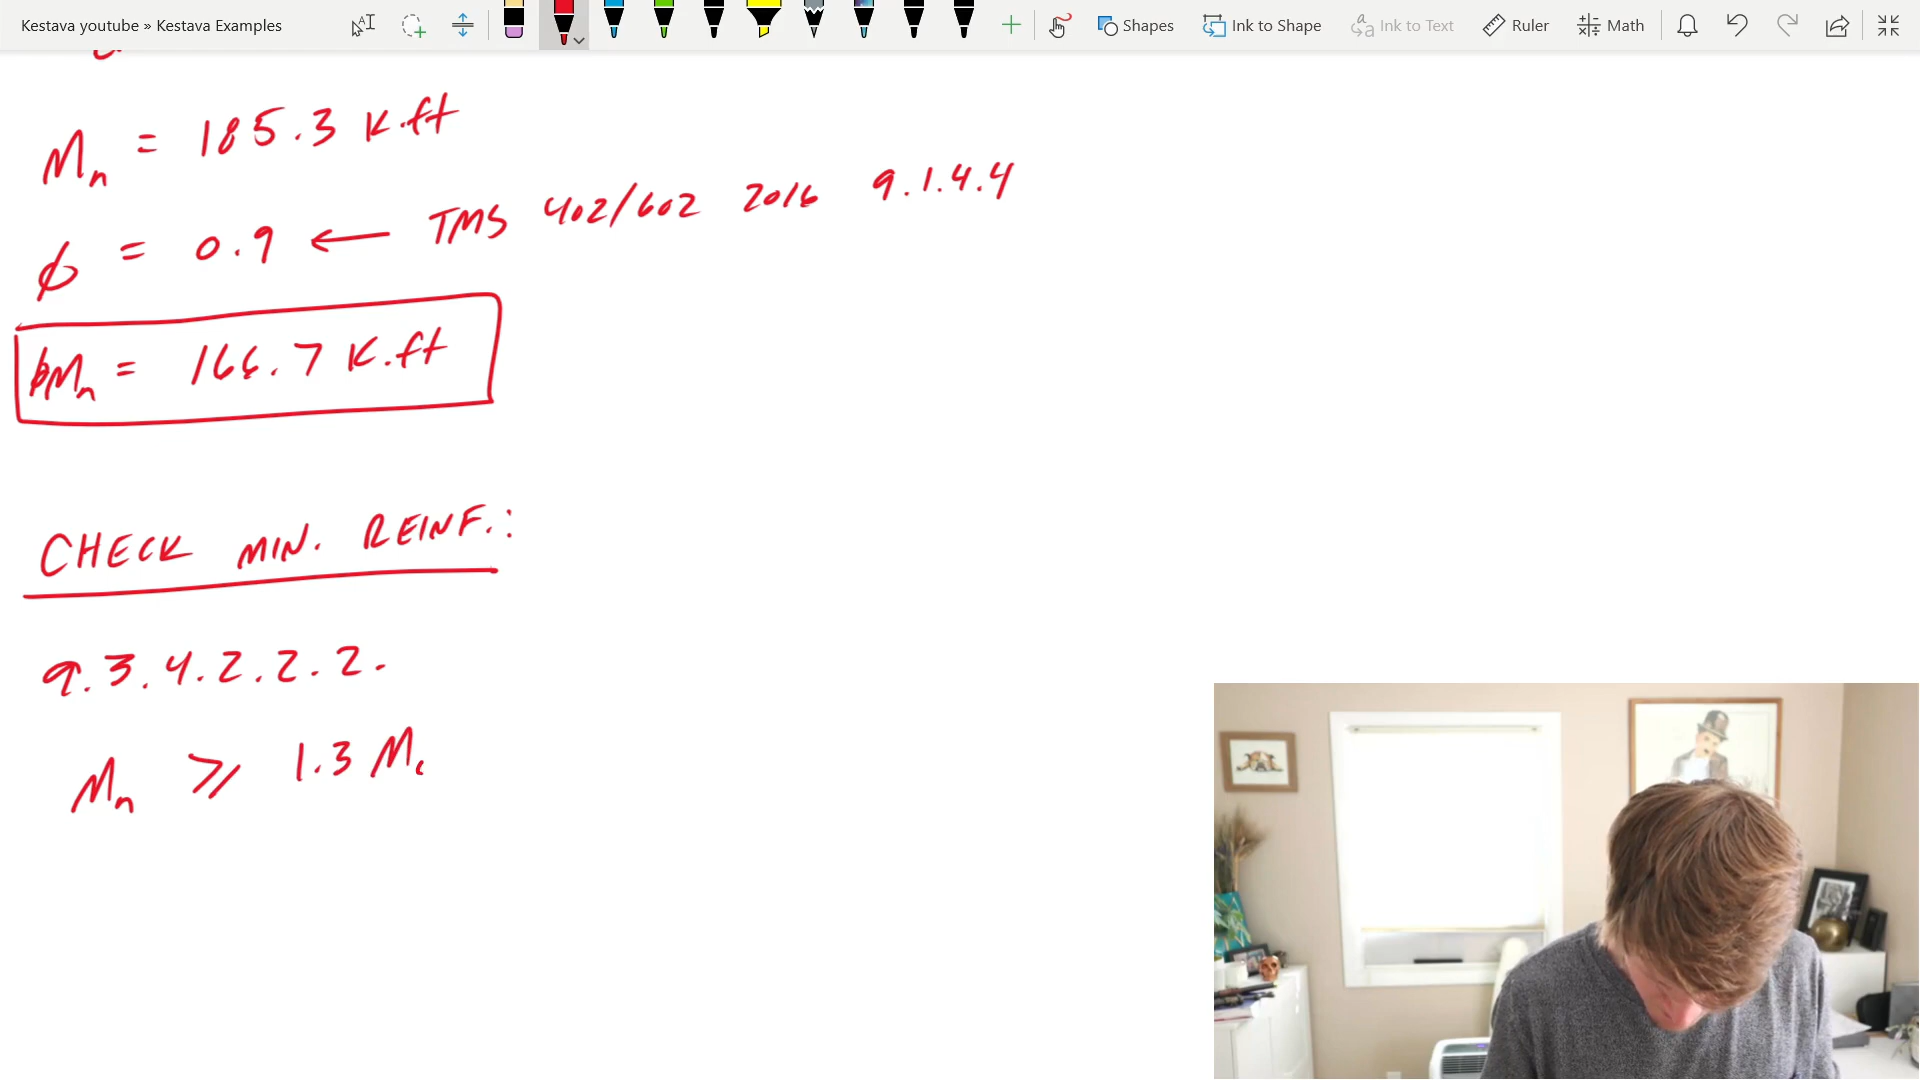 Kestava youtube » Kestava Examples
Shapes
Ink to Shape
Ink to Text
Ruler
Math
Mn = 185.3 K.ft
ϕ = 0.9 ← TMS 402/602 2016 9.1.4.4
ϕMn = 166.7 K.ft
CHECK MIN. REINF.:
9.3.4.2.2.2.
Mn ≥ 1.3 Mc